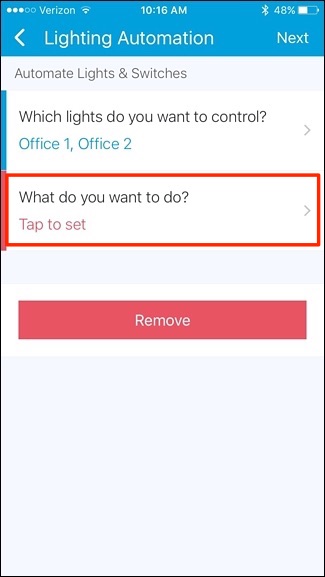 Verizon 10:16 AM 48%
Lighting Automation Next
Automate Lights & Switches
Which lights do you want to control?
Office 1, Office 2
What do you want to do?
Tap to set
Remove